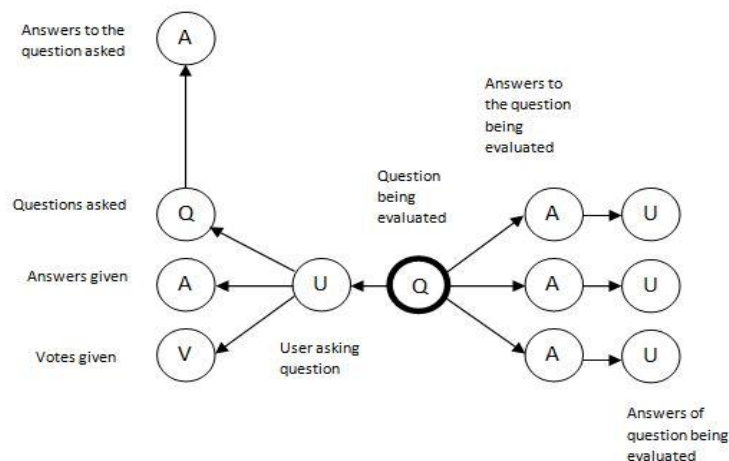 Answers to the
question asked
A
Answers to
the question
being
evaluated
Question
being
evaluated
Questions asked
Q
A
U
Answers given
A
U
Q
A
U
Votes given
V
User asking
question
A
U
Answers of
question being
evaluated